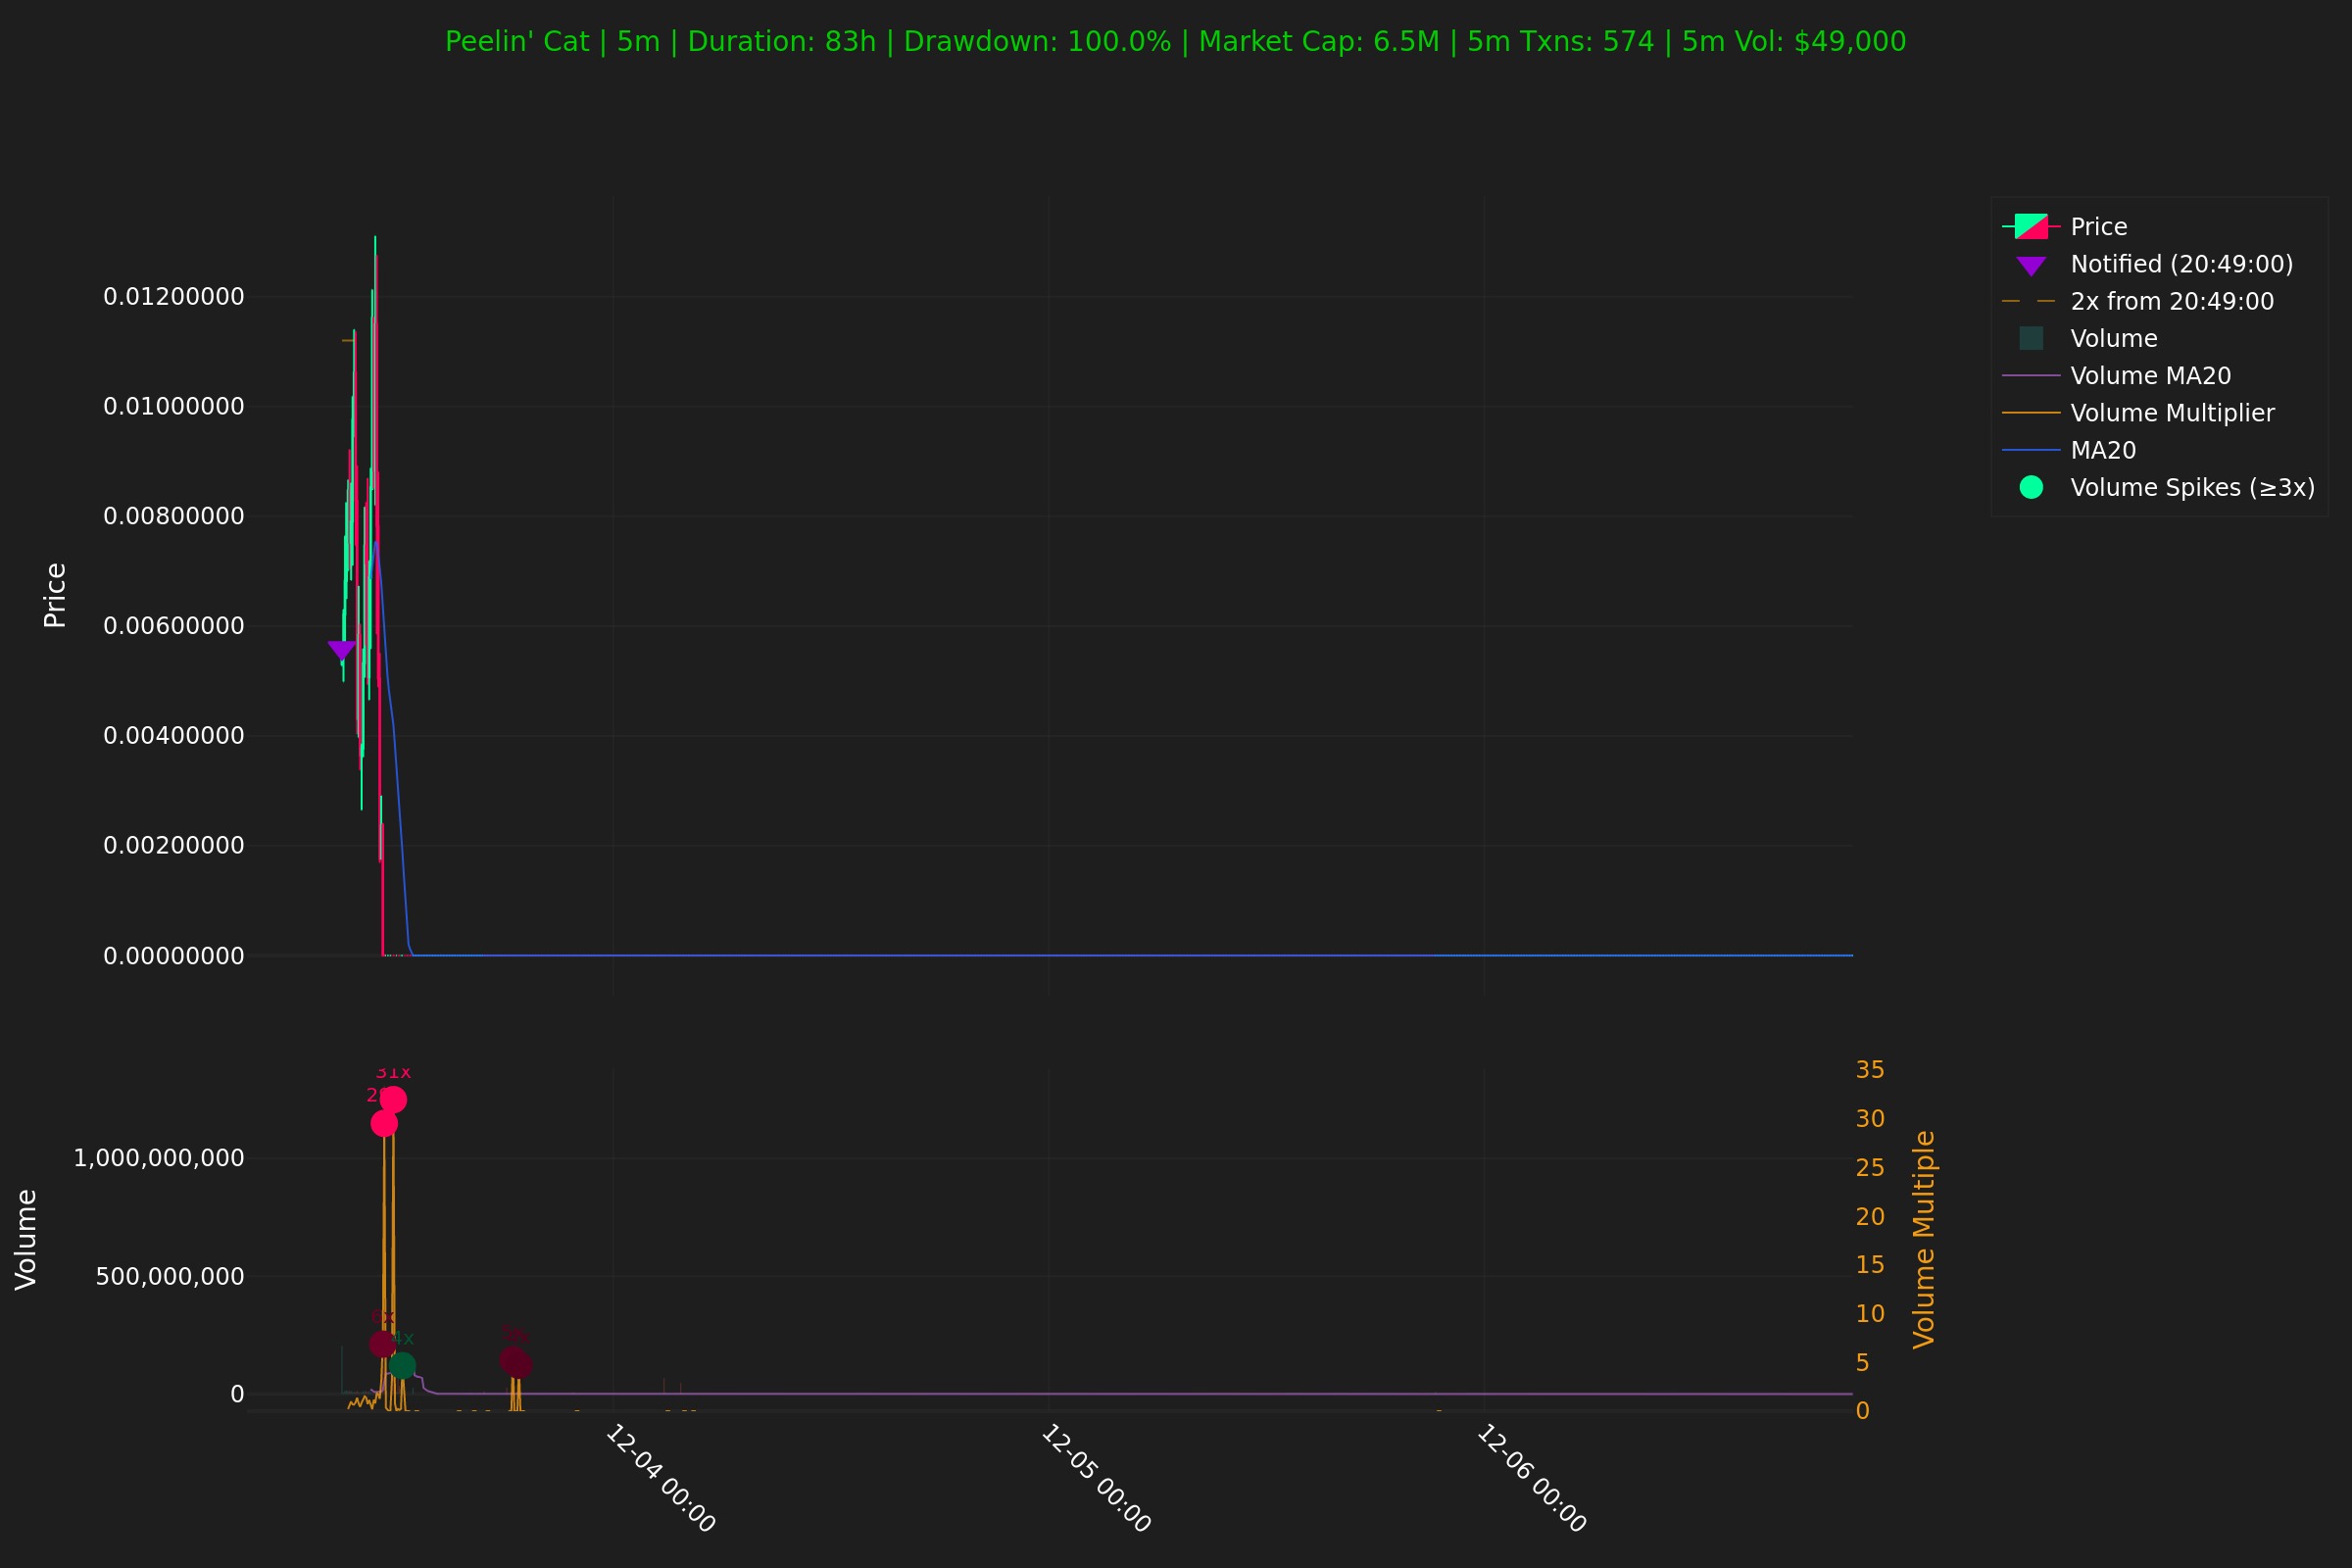 Peelin' Cat | 5m | Duration: 83h | Drawdown: 100.0% | Market Cap: 6.5M | 5m Txns: 574 | 5m Vol: $49,000
Price
0.01200000
0.01000000
0.00800000
0.00600000
0.00400000
0.00200000
0.00000000
Price
Notified (20:49:00)
2x from 20:49:00
Volume
Volume MA20
Volume Multiplier
MA20
Volume Spikes (≥3x)
Volume
1,000,000,000
500,000,000
0
31x
6x
4x
35
30
25
20
15
10
5
0
Volume Multiple
12-04 00:00
12-05 00:00
12-06 00:00